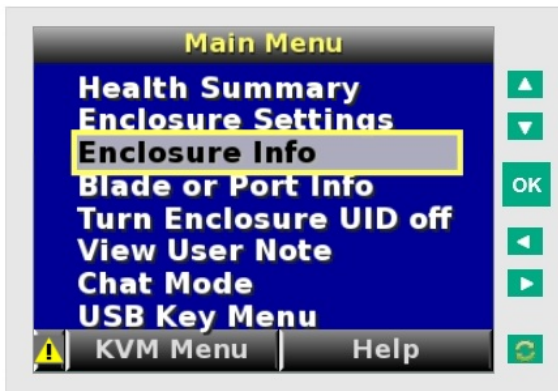 Main Menu
Health Summary
Enclosure Settings
Enclosure Info
Blade or Port Info
Turn Enclosure UID off
View User Note
Chat Mode
USB Key Menu
KVM Menu
Help
OK